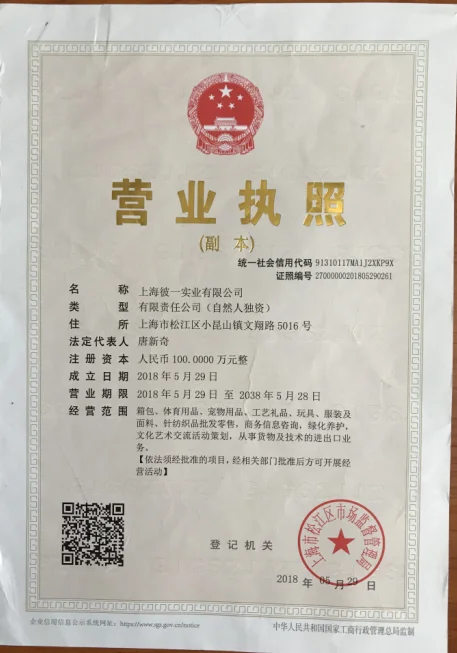 营业执照
(副 本)
统一社会信用代码 91310117MA1J2XKP9X
证照编号 27000000201805290261
名 称 上海彼一实业有限公司
类 型 有限责任公司（自然人独资）
住 所 上海市松江区小昆山镇文翔路5016号
法定代表人 唐新奇
注册资本 人民币100.0000万元整
成立日期 2018年5月29日
营业期限 2018年5月29日 至 2038年5月28日
经营范围 箱包、体育用品、宠物用品、工艺礼品、玩具、服装及
面料、针纺织品批发零售，商务信息咨询，绿化养护，
文化艺术交流活动策划，从事货物及技术的进出口业
务。
【依法须经批准的项目，经相关部门批准后方可开展经
营活动】
上海市松江区市场监督管理局
登记机关
2018 年 05月 29日
企业信用信息公示系统网址：https://www.sgs.gov.cn/notice
中华人民共和国国家工商行政管理总局监制